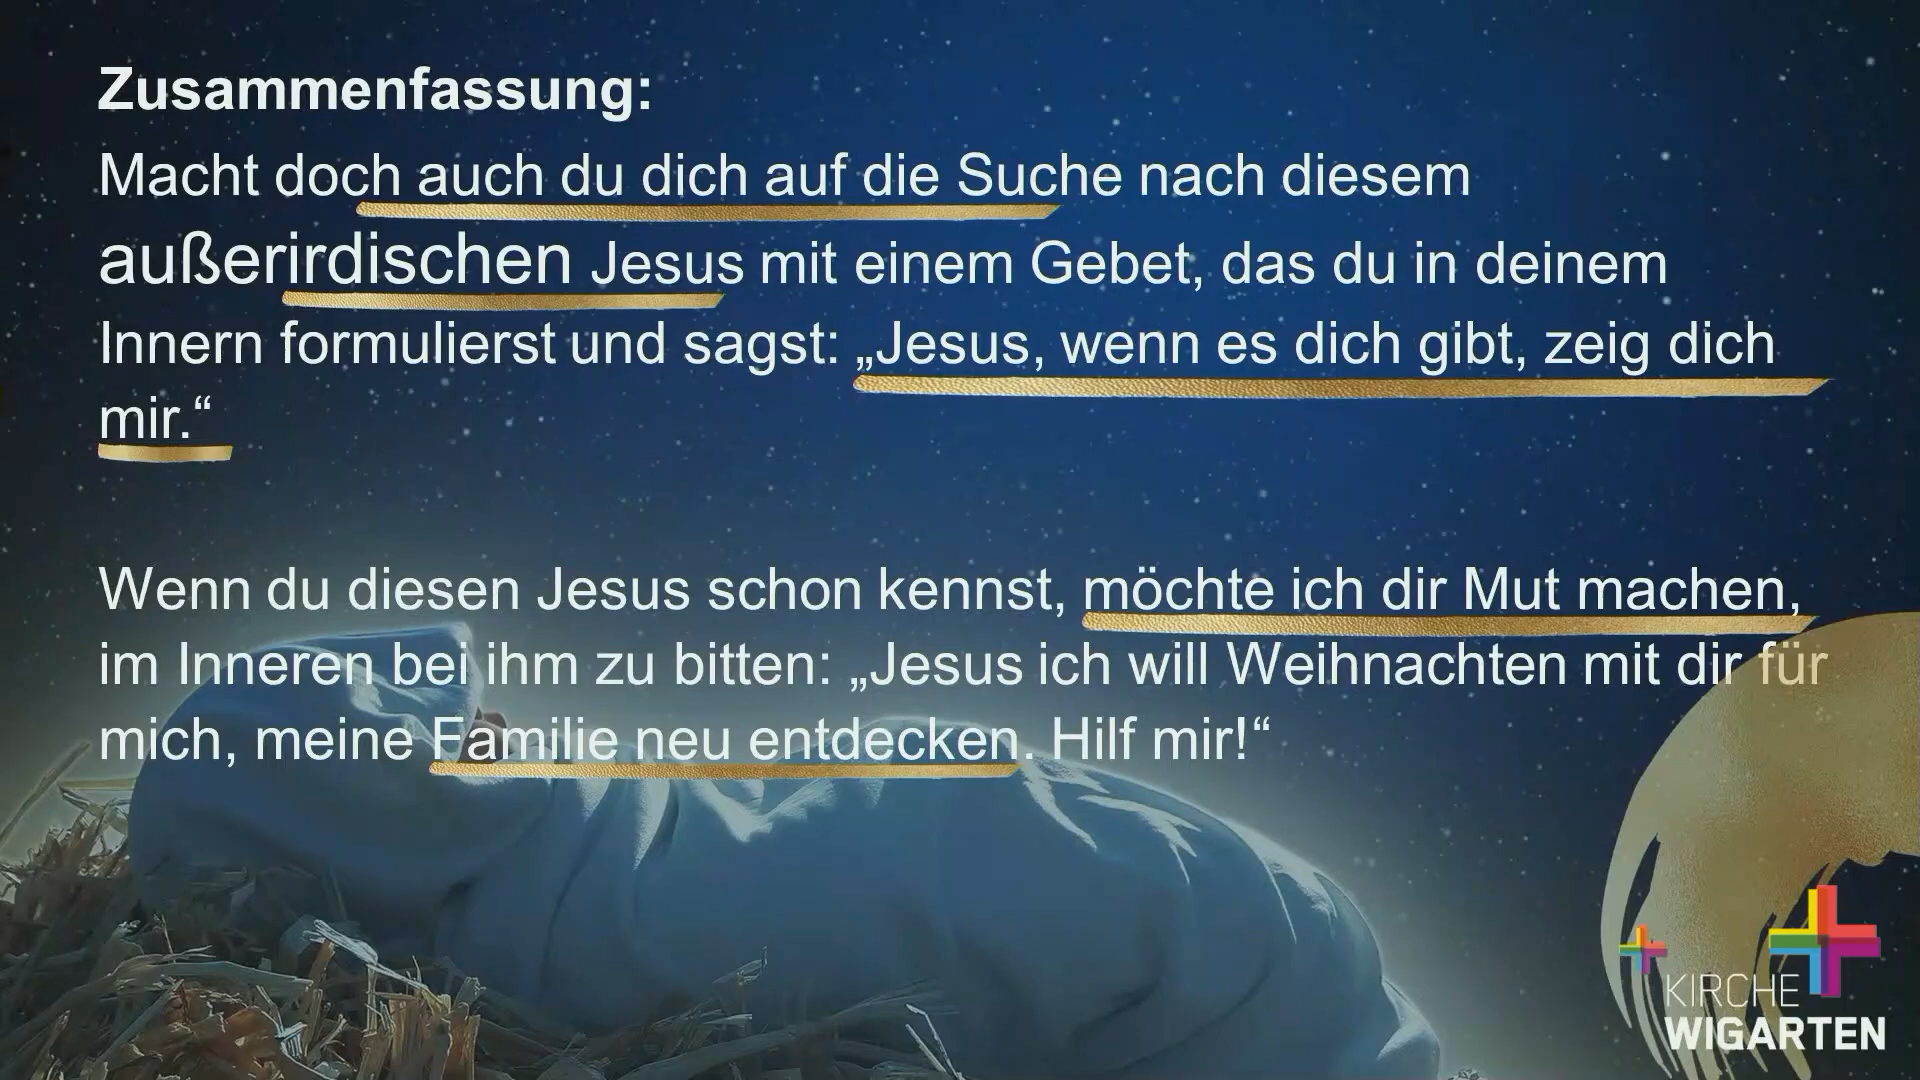 Zusammenfassung:
Macht doch auch du dich auf die Suche nach diesem
außerirdischen Jesus mit einem Gebet, das du in deinem
Innern formulierst und sagst: „Jesus, wenn es dich gibt, zeig dich
mir.“
Wenn du diesen Jesus schon kennst, möchte ich dir Mut machen,
im Inneren bei ihm zu bitten: „Jesus ich will Weihnachten mit dir für
mich, meine Familie neu entdecken. Hilf mir!“
KIRCHE
WIGARTEN